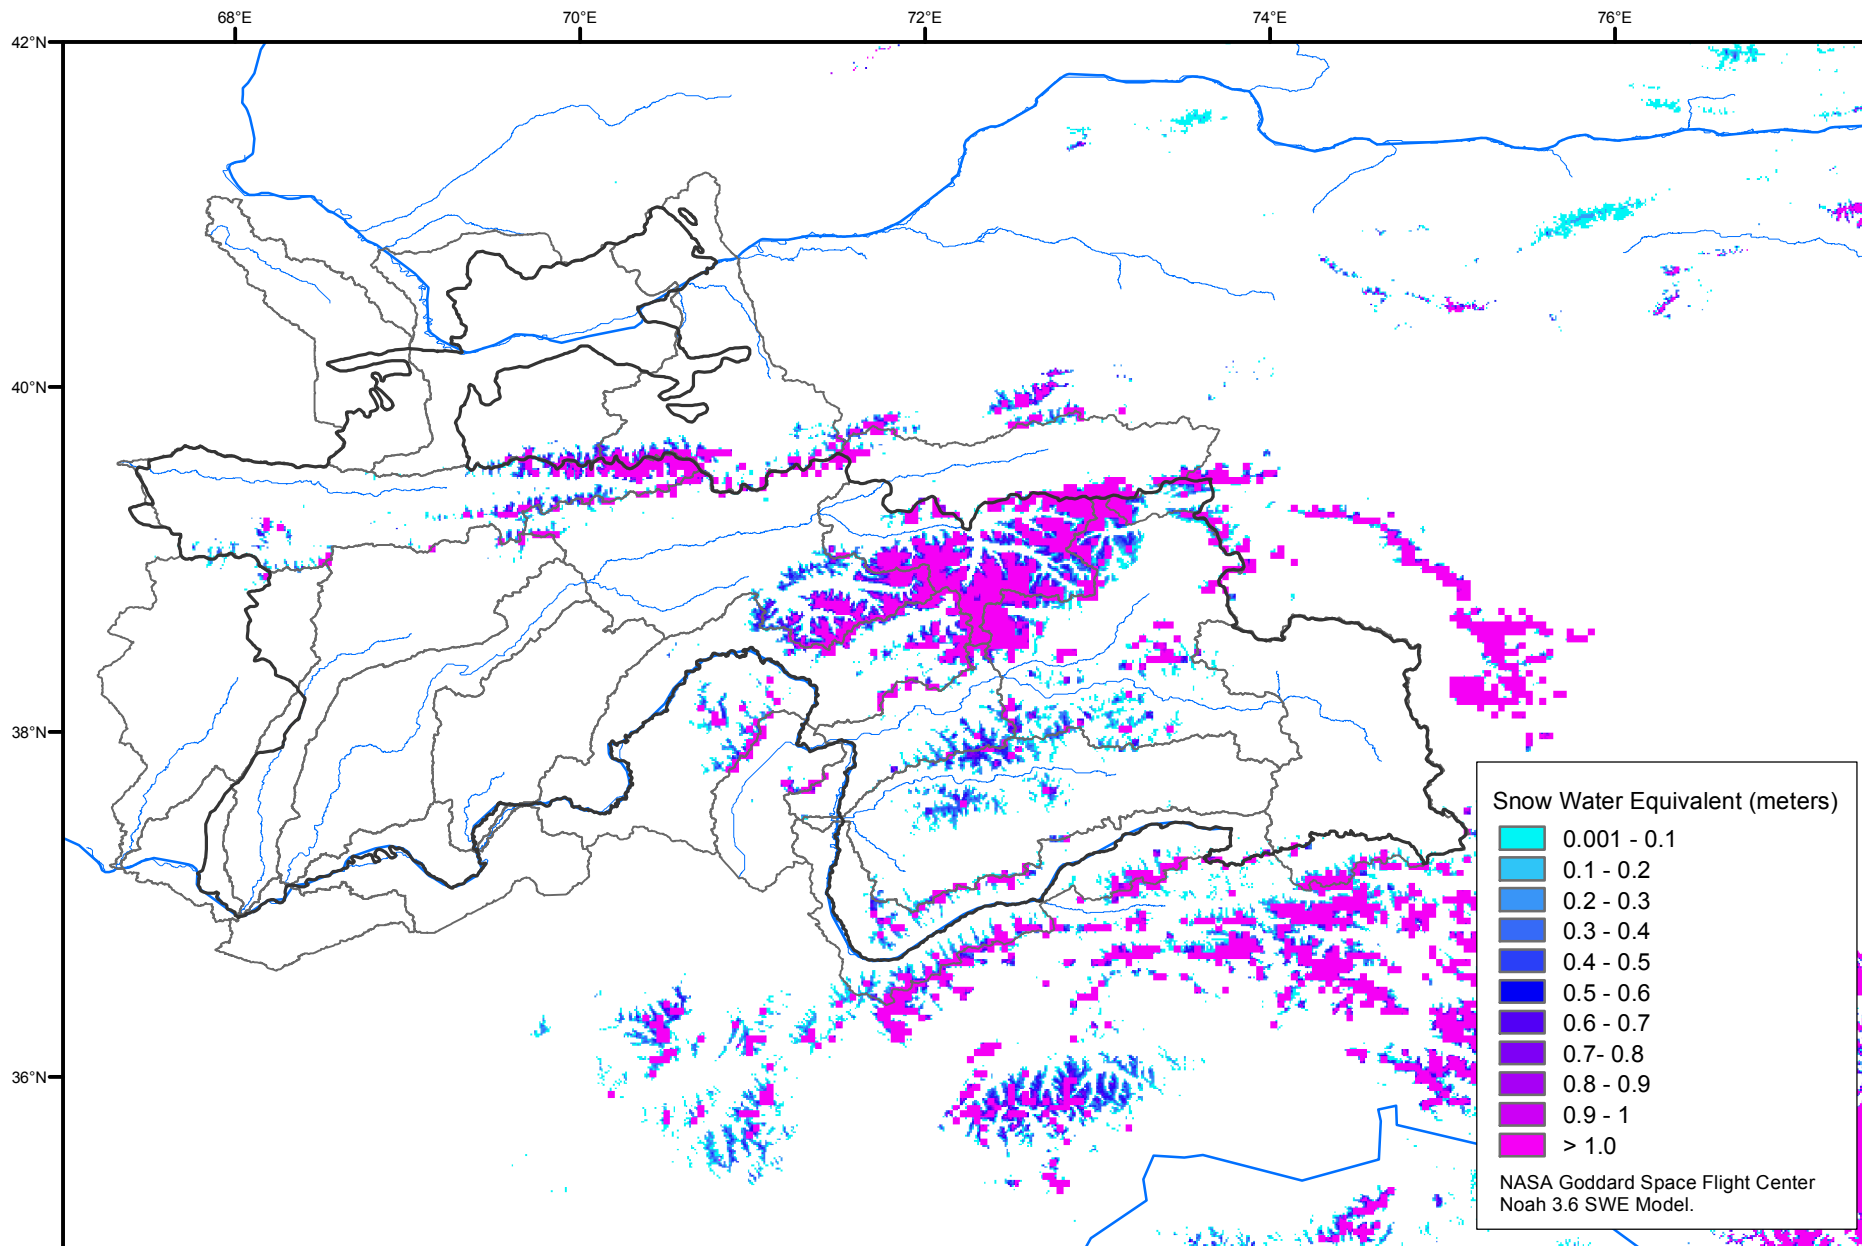 68°E 70°E 72°E 74°E 76°E
42°N
40°N
38°N
36°N
Snow Water Equivalent (meters)
0.001 - 0.1
0.1 - 0.2
0.2 - 0.3
0.3 - 0.4
0.4 - 0.5
0.5 - 0.6
0.6 - 0.7
0.7- 0.8
0.8 - 0.9
0.9 - 1
> 1.0
NASA Goddard Space Flight Center
Noah 3.6 SWE Model.